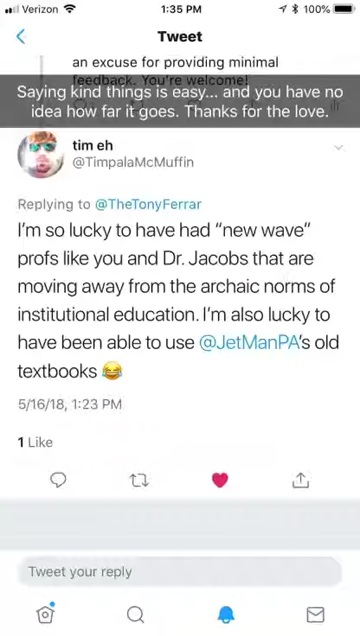 Verizon 1:35 PM 100%
Tweet
an excuse for providing minimal
feedback. You're welcome!
Saying kind things is easy... and you have no
idea how far it goes. Thanks for the love.
tim eh
@TimpalaMcMuffin
Replying to @TheTonyFerrar
I'm so lucky to have had “new wave”
profs like you and Dr. Jacobs that are
moving away from the archaic norms of
institutional education. I'm also lucky to
have been able to use @JetManPA's old
textbooks 😂
5/16/18, 1:23 PM
1 Like
Tweet your reply